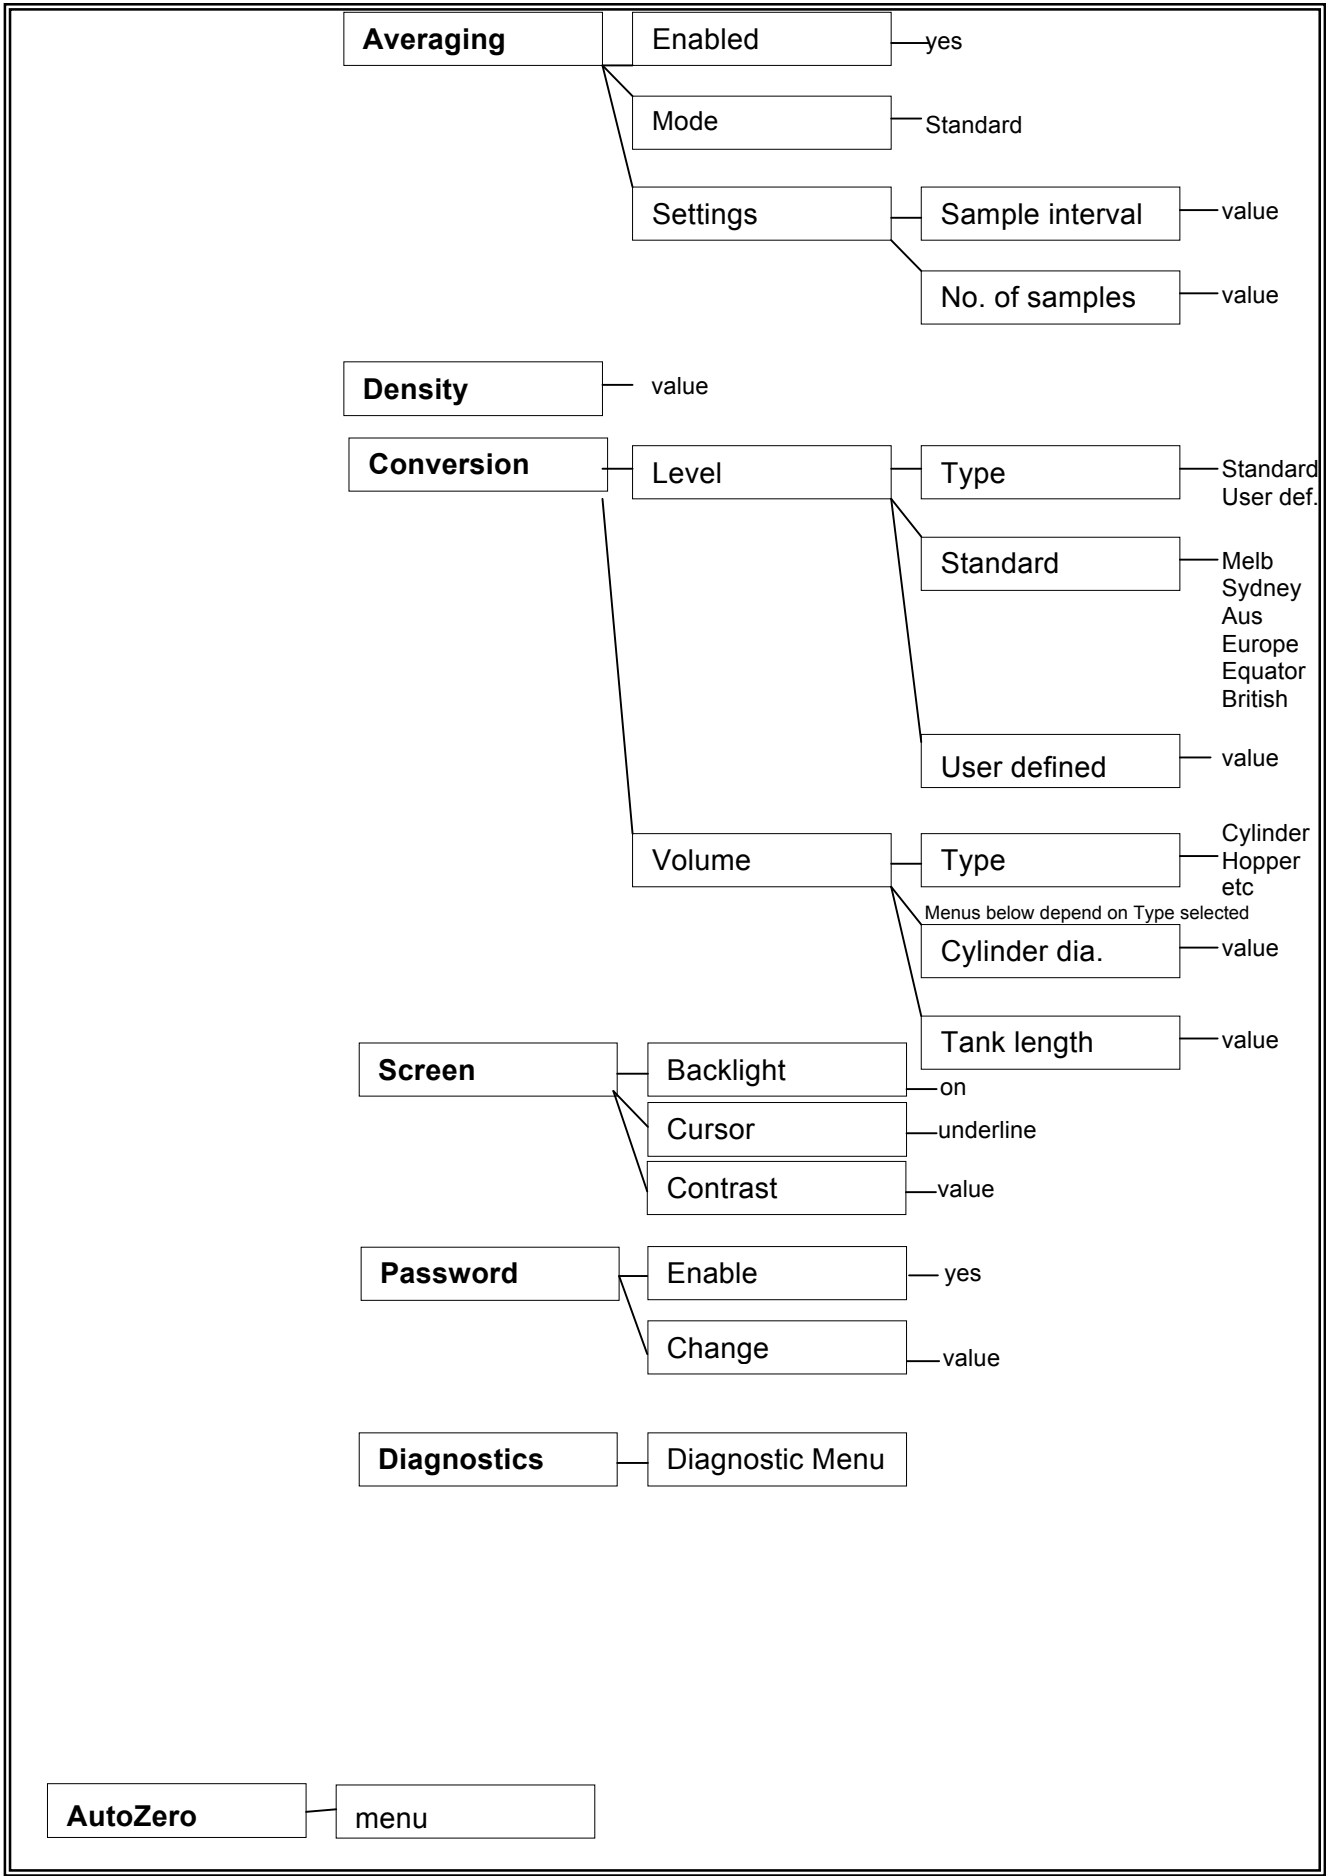 Averaging
Enabled
yes
Mode
Standard
Settings
Sample interval
value
No. of samples
value
Density
value
Conversion
Level
Type
Standard
User def.
Standard
Melb
Sydney
Aus
Europe
Equator
British
User defined
value
Volume
Type
Cylinder
Hopper
etc
Menus below depend on Type selected
Cylinder dia.
value
Tank length
value
Screen
Backlight
on
Cursor
underline
Contrast
value
Password
Enable
yes
Change
value
Diagnostics
Diagnostic Menu
AutoZero
menu